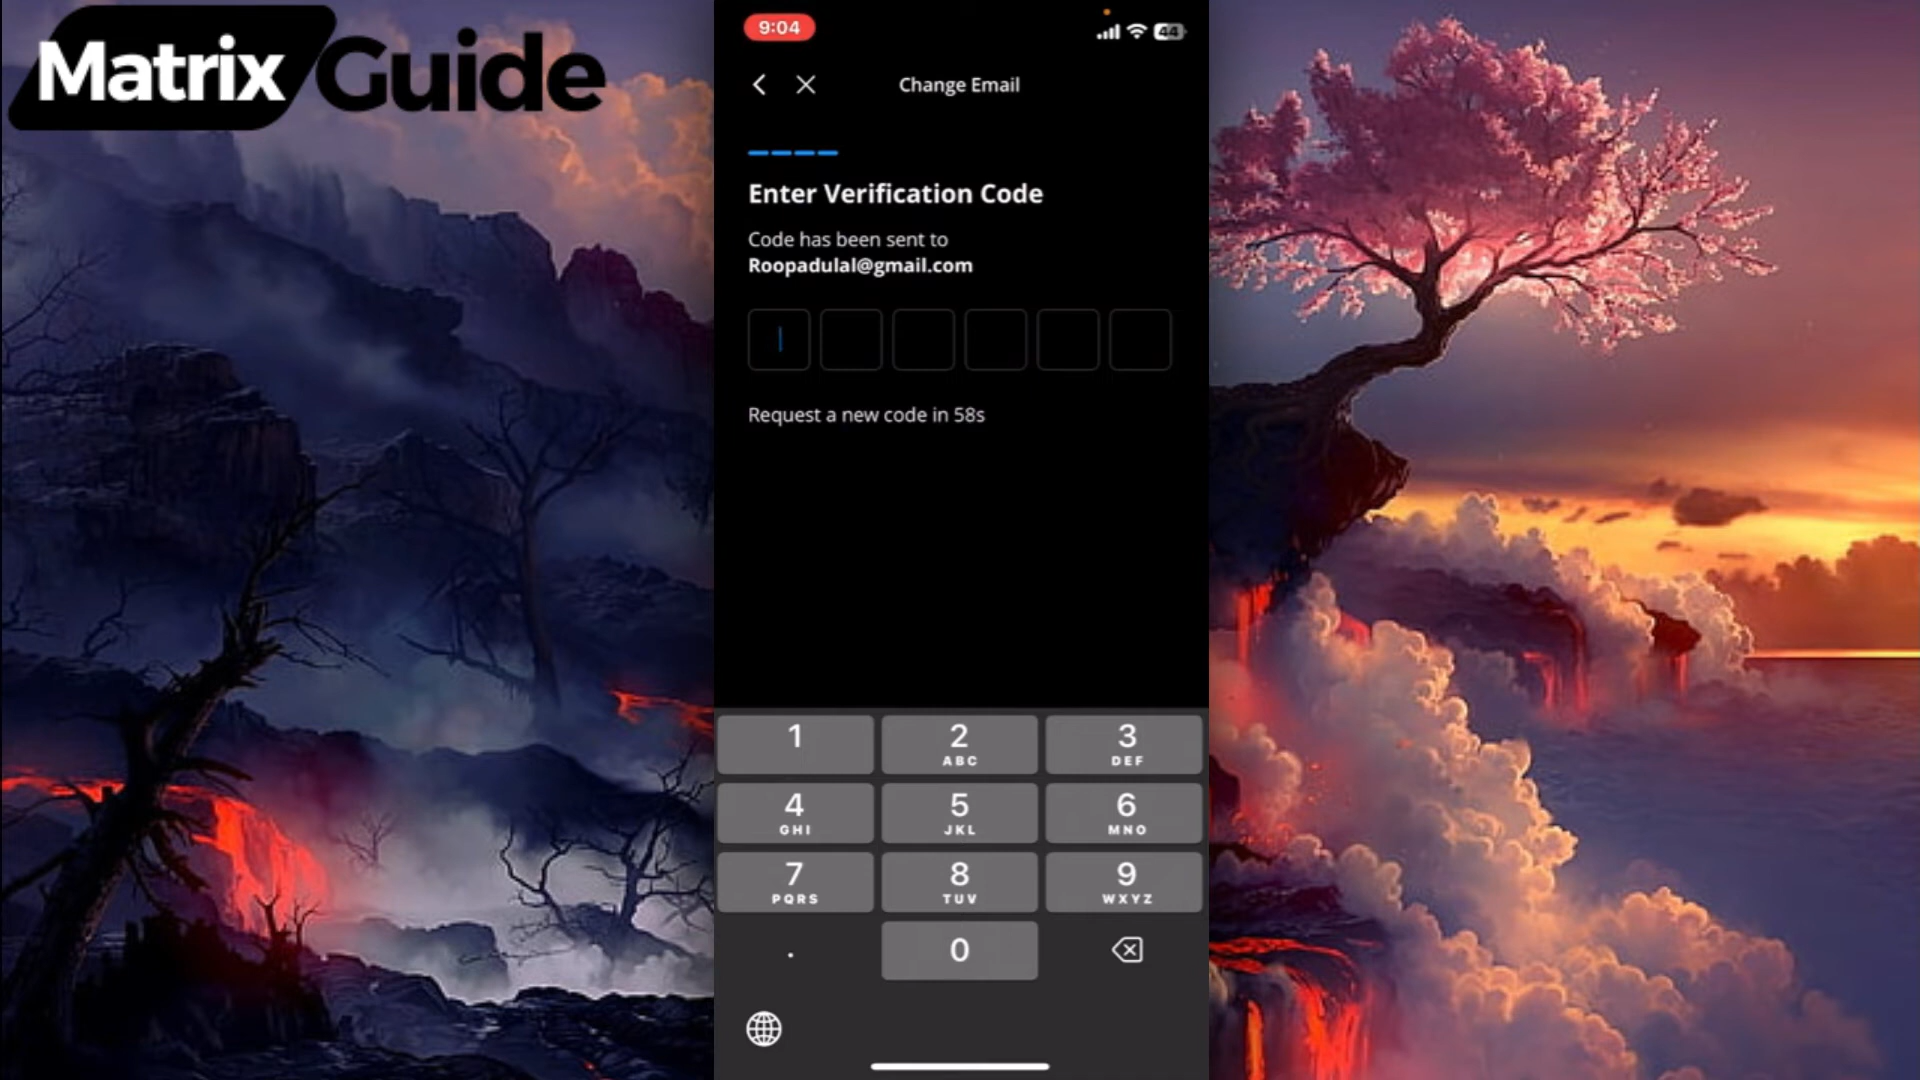 Matrix Guide
9:04
44
Change Email
Enter Verification Code
Code has been sent to
Roopadulal@gmail.com
Request a new code in 58s
1 2 3
ABC DEF
4 5 6
GHI JKL MNO
7 8 9
PQRS TUV WXYZ
. 0